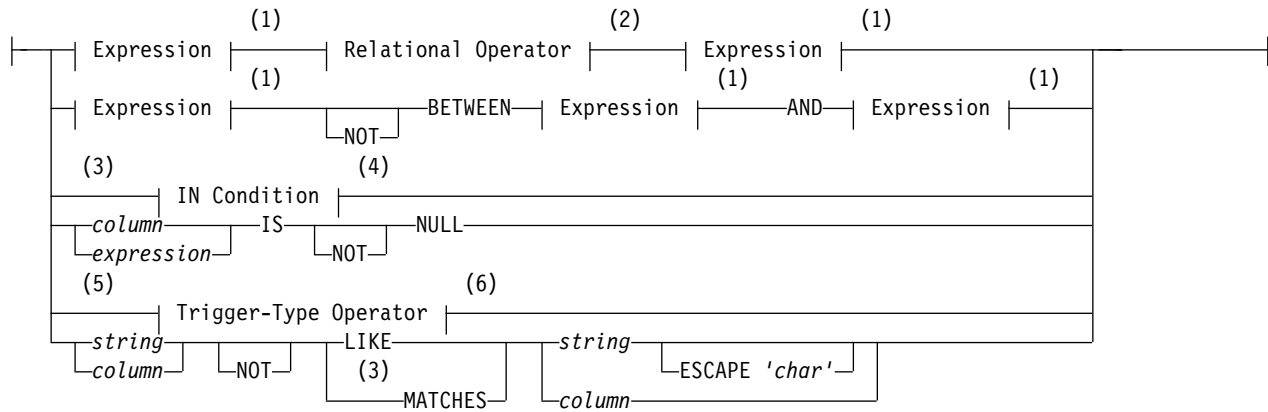 (1) (2) (1)
Expression Relational Operator Expression
(1) (1) (1)
Expression BETWEEN Expression AND Expression
NOT
(3) (4)
IN Condition
column IS NULL
expression NOT
(5) (6)
Trigger-Type Operator
string LIKE string
column NOT (3) ESCAPE 'char'
MATCHES column